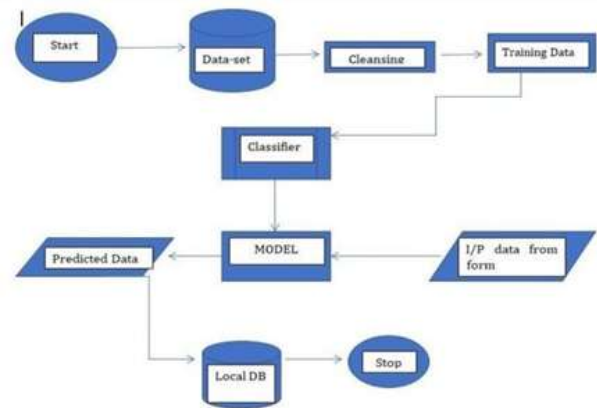 Start
Data-set
Cleansing
Training Data
Classifier
MODEL
I/P data from
form
Predicted Data
Local DB
Stop